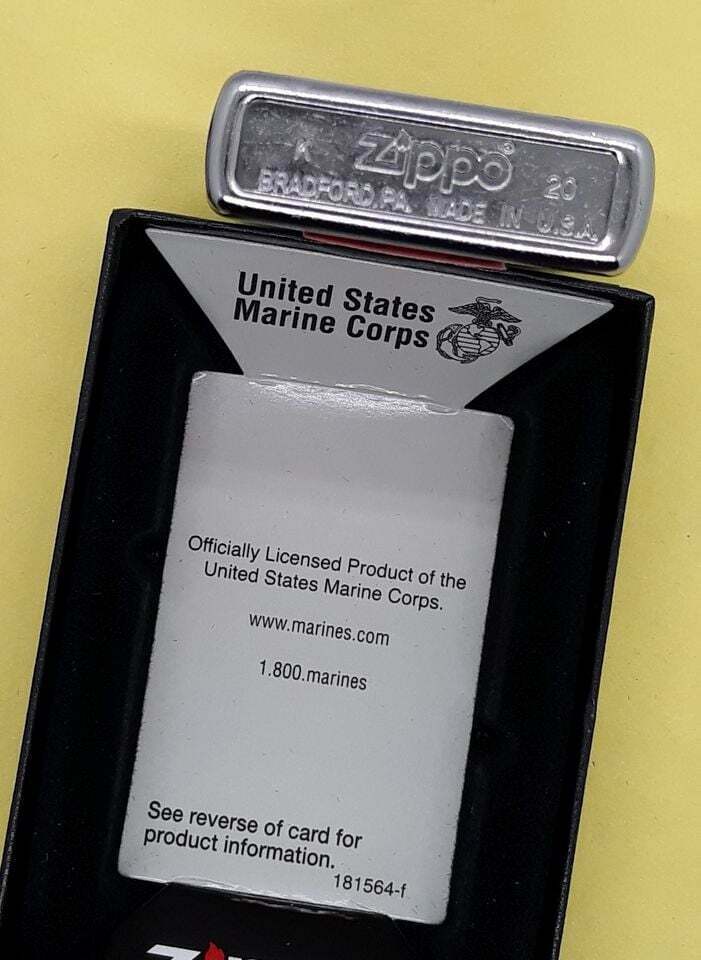 Zippo®
K 20
BRADFORD, PA. MADE IN U.S.A.
United States
Marine Corps
Officially Licensed Product of the
United States Marine Corps.
www.marines.com
1.800.marines
See reverse of card for
product information.
181564-f